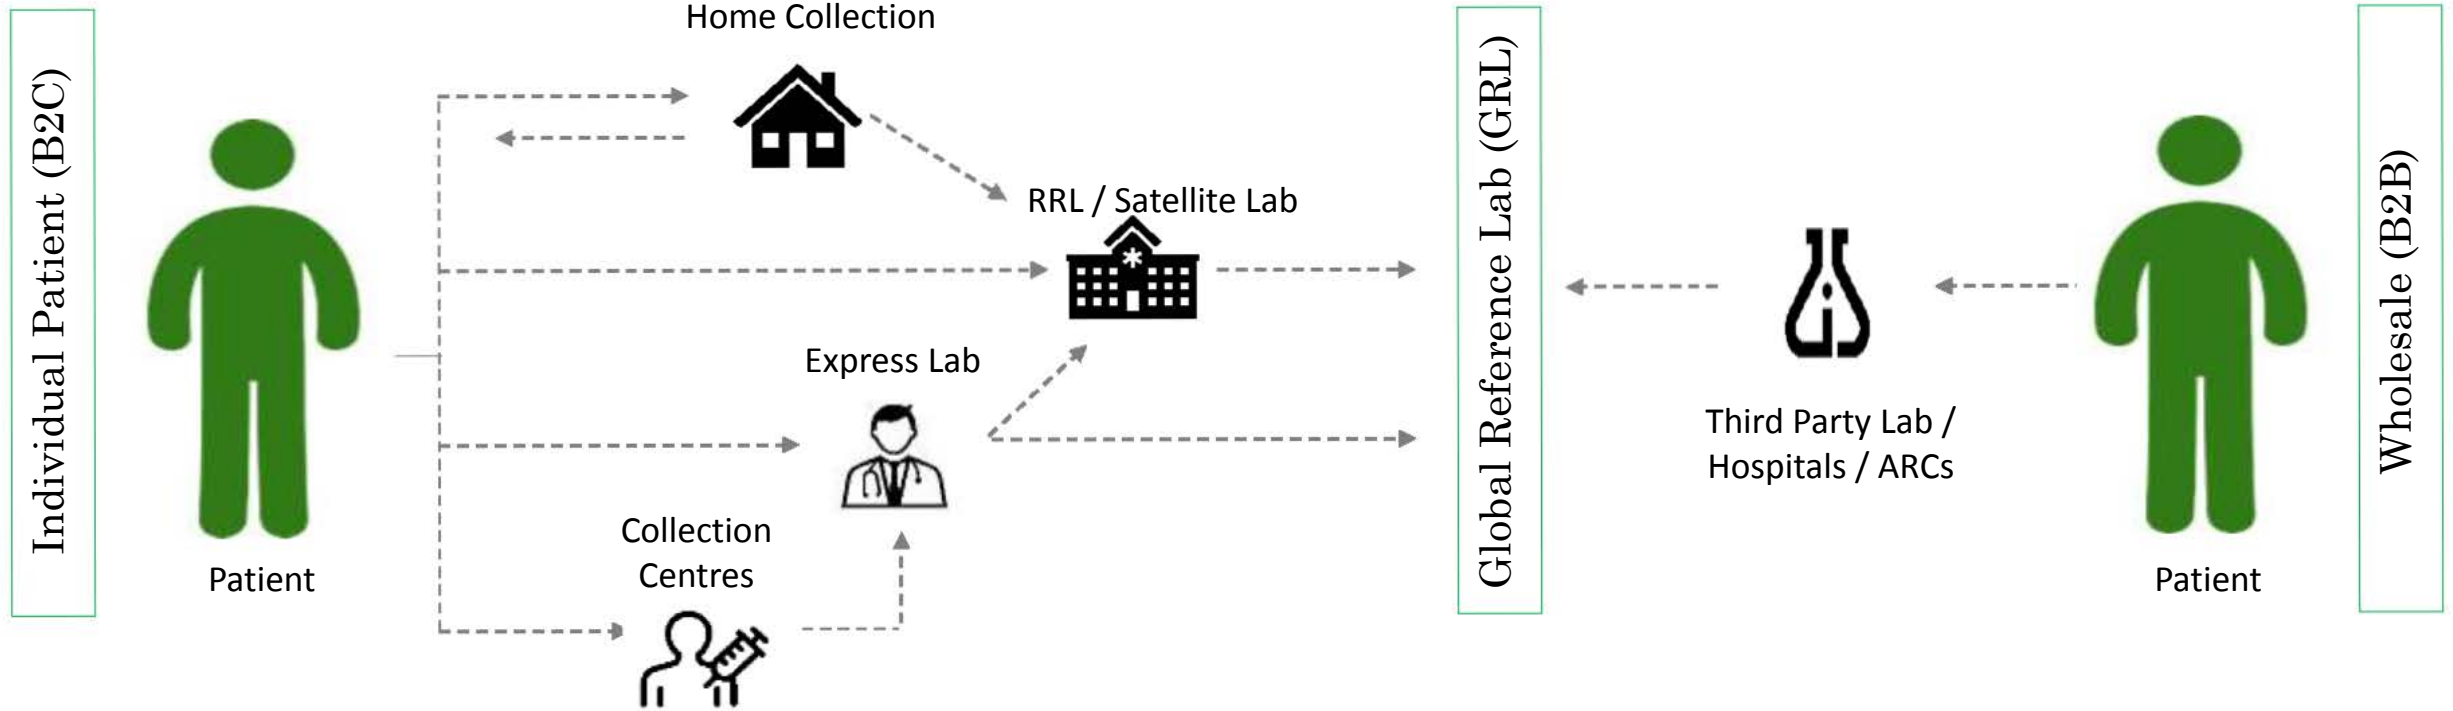 Individual Patient (B2C)
Patient
Home Collection
RRL / Satellite Lab
Express Lab
Collection
Centres
Global Reference Lab (GRL)
Third Party Lab /
Hospitals / ARCs
Patient
Wholesale (B2B)